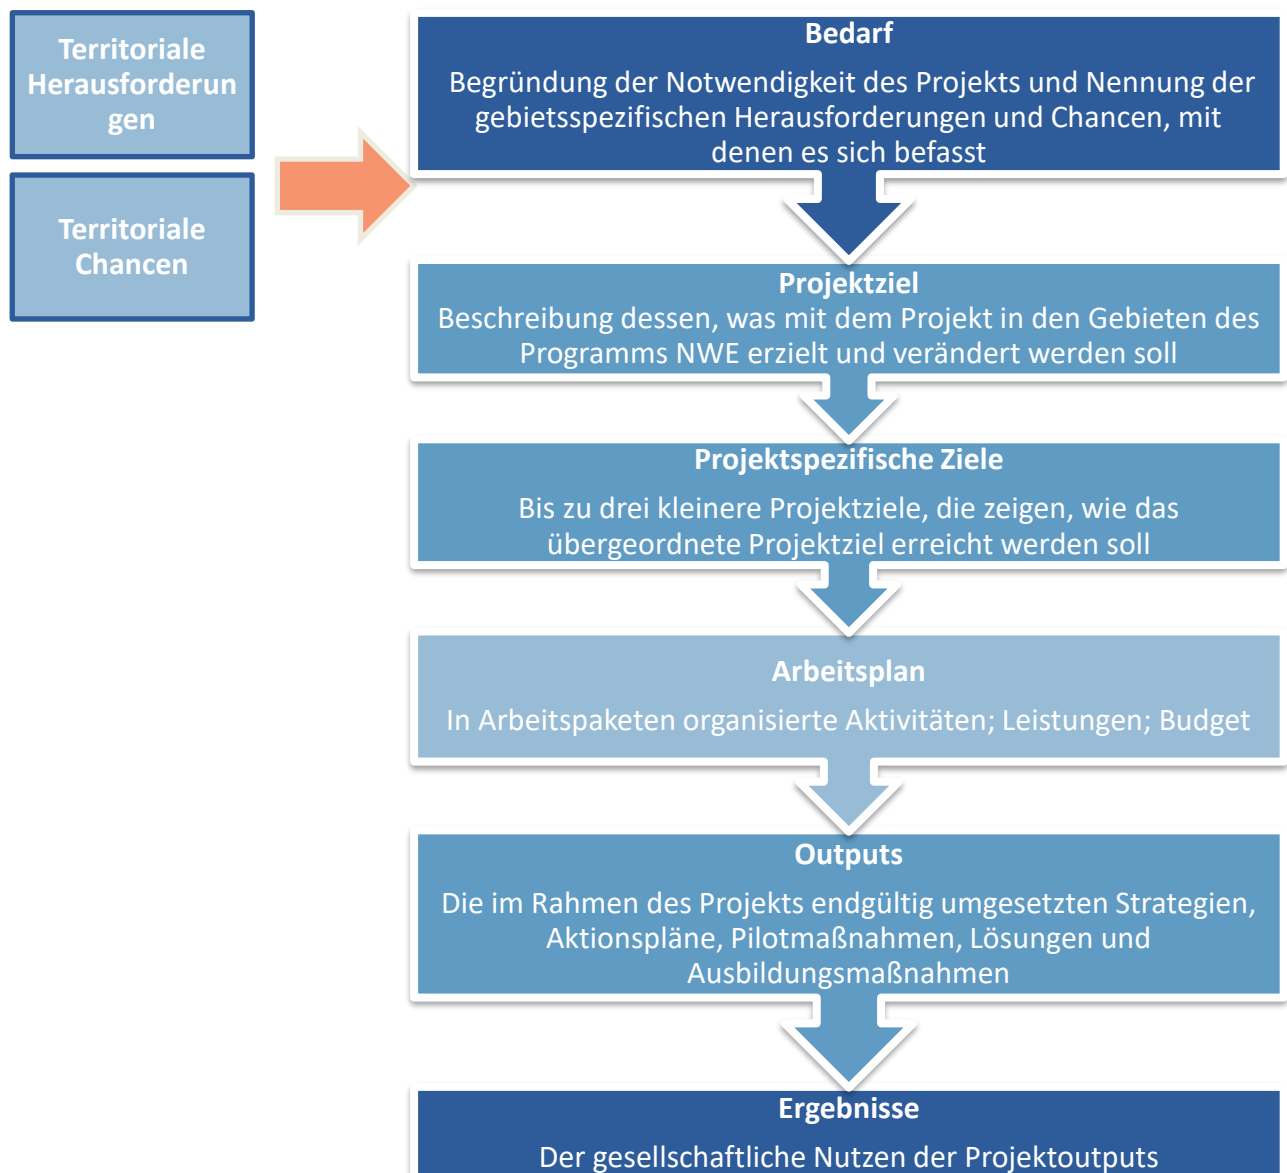 Territoriale
Herausforderun
gen
Territoriale
Chancen
Bedarf
Begründung der Notwendigkeit des Projekts und Nennung der
gebietsspezifischen Herausforderungen und Chancen, mit
denen es sich befasst
Projektziel
Beschreibung dessen, was mit dem Projekt in den Gebieten des
Programms NWE erzielt und verändert werden soll
Projektspezifische Ziele
Bis zu drei kleinere Projektziele, die zeigen, wie das
übergeordnete Projektziel erreicht werden soll
Arbeitsplan
In Arbeitspaketen organisierte Aktivitäten; Leistungen; Budget
Outputs
Die im Rahmen des Projekts endgültig umgesetzten Strategien,
Aktionspläne, Pilotmaßnahmen, Lösungen und
Ausbildungsmaßnahmen
Ergebnisse
Der gesellschaftliche Nutzen der Projektoutputs